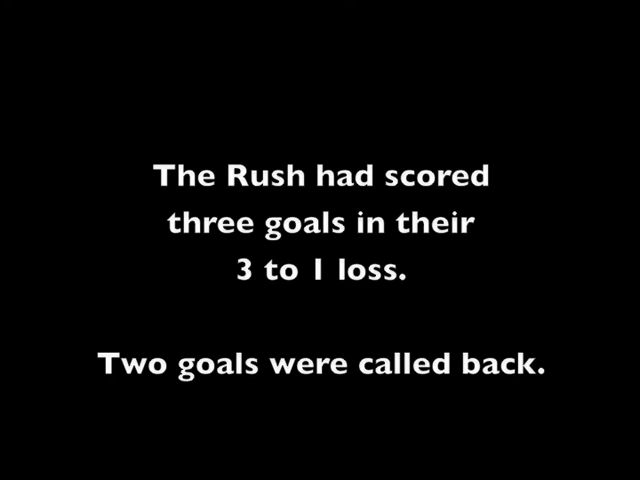 The Rush had scored
three goals in their
3 to 1 loss.
Two goals were called back.